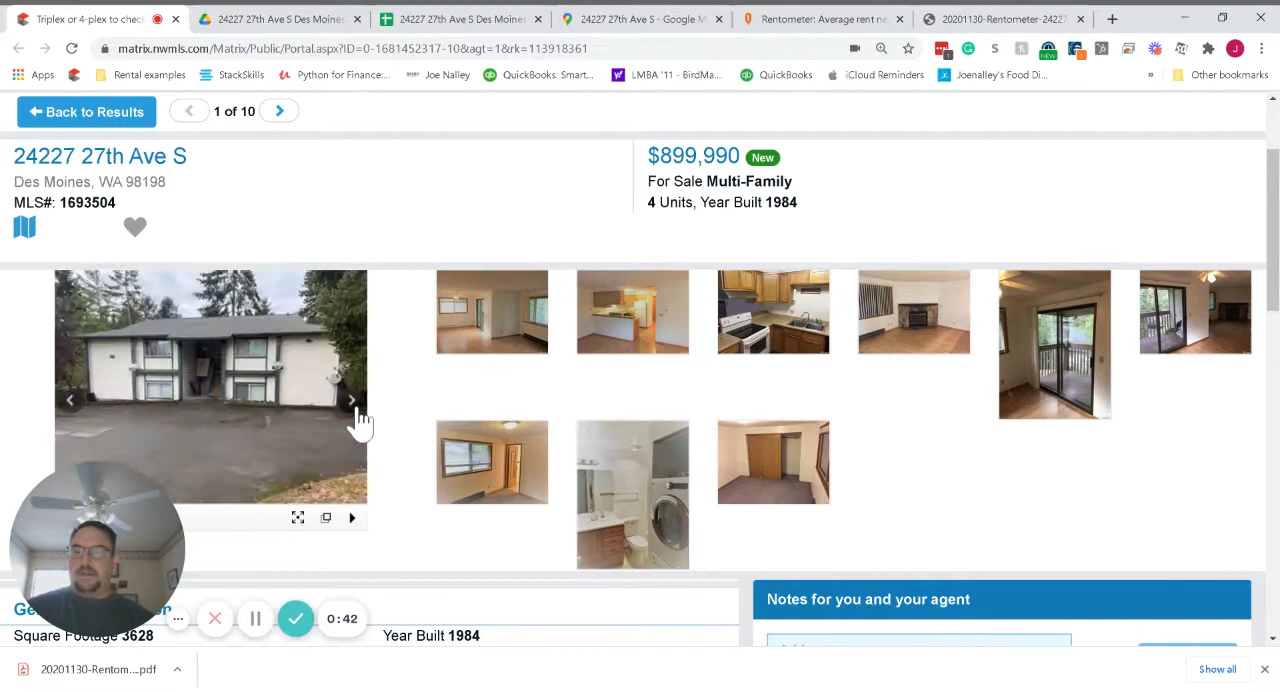 Triplex or 4-plex to check
24227 27th Ave S Des Moines
24227 27th Ave S Des Moines
24227 27th Ave S - Google M
Rentometer: Average rent ne
20201130-Rentometer-24227
matrix.nwmls.com/Matrix/Public/Portal.aspx?ID=0-1681452317-10&agt=1&rk=113918361
1
NEW
1
J
Apps
Rental examples
StackSkills
Python for Finance:...
Joe Nalley
QuickBooks: Smart...
LMBA '11 - BirdMa...
QuickBooks
iCloud Reminders
Joenalley's Food Di...
»
Other bookmarks
Back to Results
1 of 10
24227 27th Ave S
Des Moines, WA 98198
MLS#: 1693504
$899,990 New
For Sale Multi-Family
4 Units, Year Built 1984
Square Footage 3628
Year Built 1984
Notes for you and your agent
0:42
20201130-Rentom....pdf
Show all